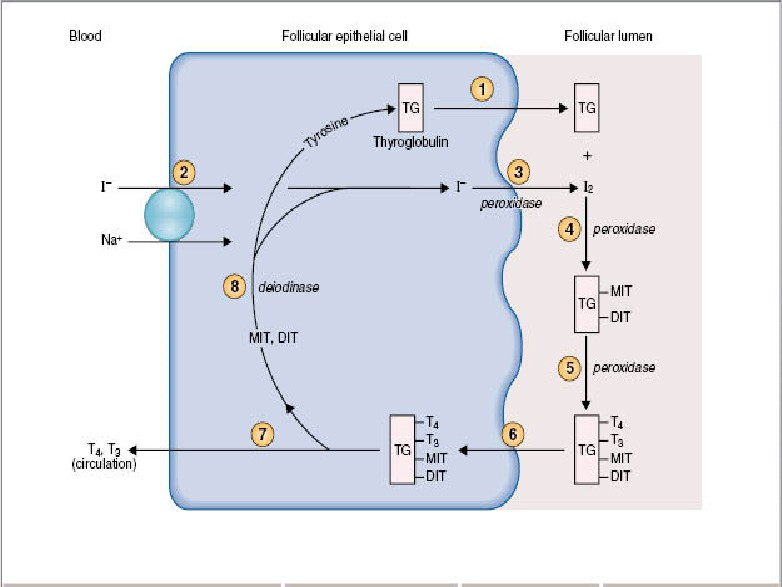 Blood
Follicular epithelial cell
Follicular lumen
1
TG
TG
Tyrosine
Thyroglobulin
+
2
3
I⁻
I⁻
I₂
peroxidase
4
peroxidase
Na⁺
8
deiodinase
TG
MIT
DIT
MIT, DIT
5
peroxidase
7
6
T₄, T₃
(circulation)
TG
T₄
T₃
MIT
DIT
TG
T₄
T₃
MIT
DIT